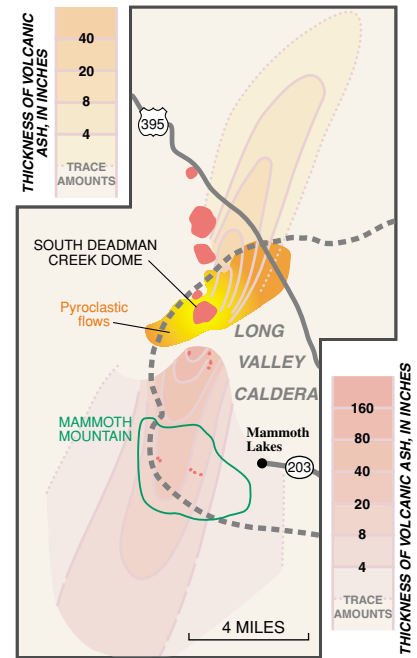 THICKNESS OF VOLCANIC
ASH, IN INCHES
40
20
8
4
TRACE
AMOUNTS
395
SOUTH DEADMAN
CREEK DOME
Pyroclastic
flows
LONG
VALLEY
CALDERA
MAMMOTH
MOUNTAIN
Mammoth
Lakes
203
4 MILES
THICKNESS OF VOLCANIC ASH, IN INCHES
160
80
40
20
8
4
TRACE
AMOUNTS